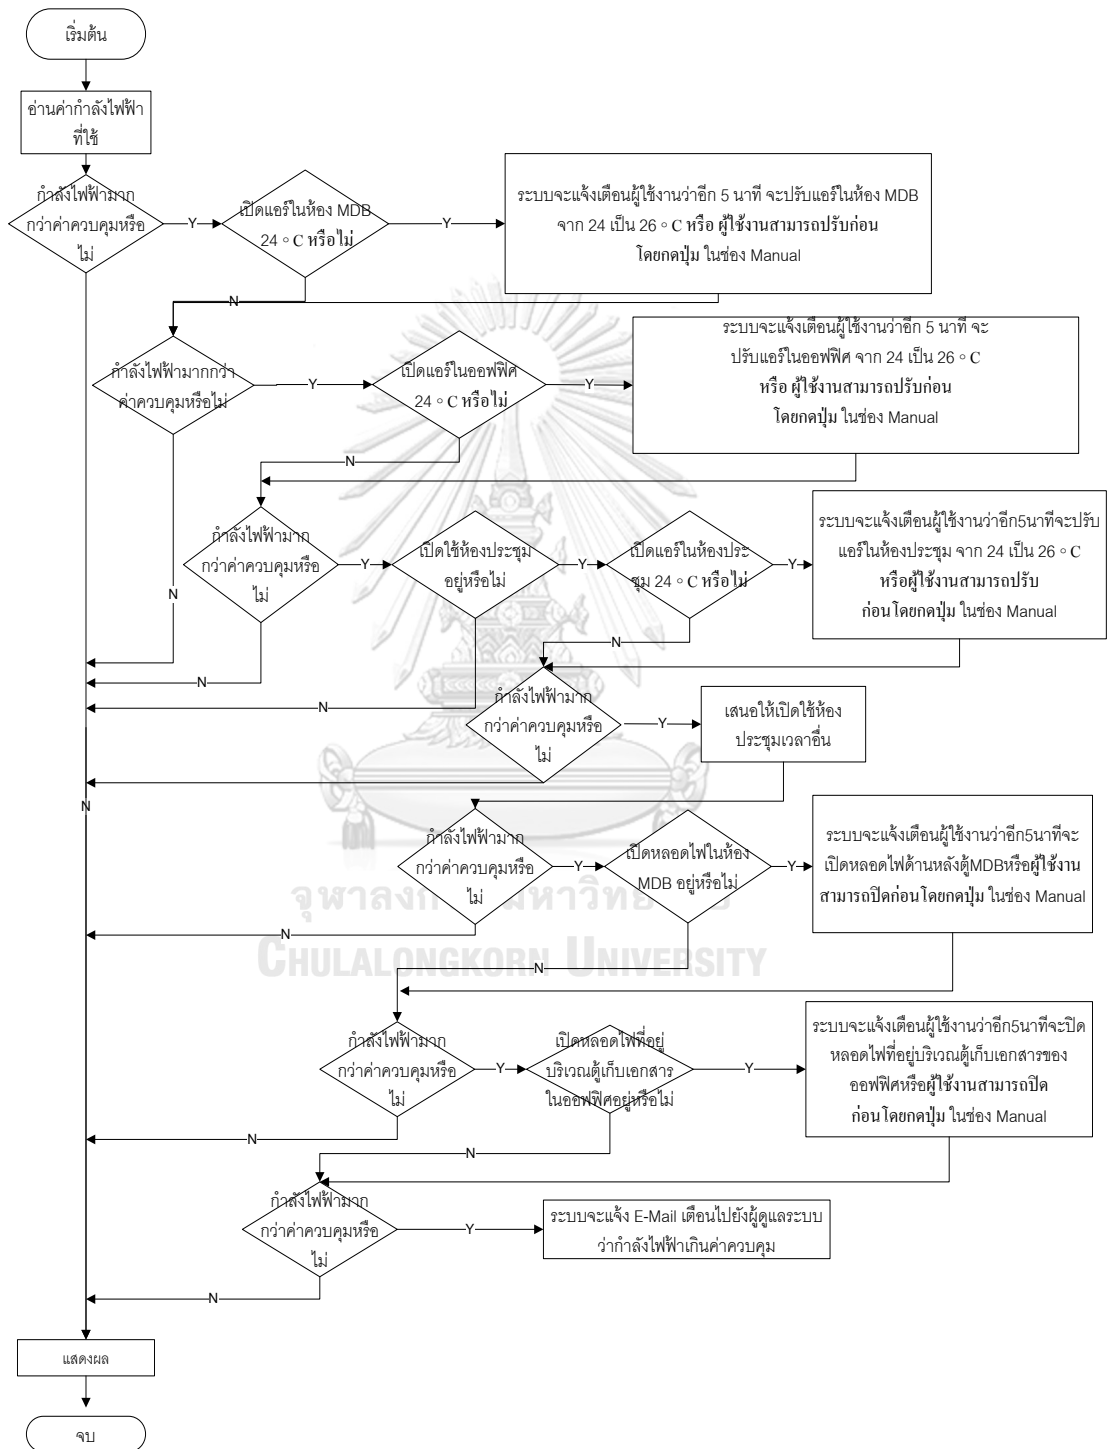 เริ่มต้น
อ่านค่ากำลังไฟฟ้า
ที่ใช้
กำลังไฟฟ้ามาก
กว่าค่าควบคุมหรือ
ไม่
Y
เปิดแอร์ในห้อง MDB
24 ° C หรือไม่
Y
ระบบจะแจ้งเตือนผู้ใช้งานว่าอีก 5 นาที จะปรับแอร์ในห้อง MDB
จาก 24 เป็น 26 ° C หรือ ผู้ใช้งานสามารถปรับก่อน
โดยกดปุ่ม ในช่อง Manual
N
กำลังไฟฟ้ามากกว่า
ค่าควบคุมหรือไม่
Y
เปิดแอร์ในออฟฟิศ
24 ° C หรือไม่
Y
ระบบจะแจ้งเตือนผู้ใช้งานว่าอีก 5 นาที จะ
ปรับแอร์ในออฟฟิศ จาก 24 เป็น 26 ° C
หรือ ผู้ใช้งานสามารถปรับก่อน
โดยกดปุ่ม ในช่อง Manual
N
กำลังไฟฟ้ามาก
กว่าค่าควบคุมหรือ
ไม่
Y
เปิดใช้ห้องประชุม
อยู่หรือไม่
Y
เปิดแอร์ในห้องประ
ชุม 24 ° C หรือไม่
Y
ระบบจะแจ้งเตือนผู้ใช้งานว่าอีก5นาทีจะปรับ
แอร์ในห้องประชุม จาก 24 เป็น 26 ° C
หรือผู้ใช้งานสามารถปรับ
ก่อนโดยกดปุ่ม ในช่อง Manual
N
N
N
N
กำลังไฟฟ้ามาก
กว่าค่าควบคุมหรือ
ไม่
Y
เสนอให้เปิดใช้ห้อง
ประชุมเวลาอื่น
N
กำลังไฟฟ้ามาก
กว่าค่าควบคุมหรือ
ไม่
Y
เปิดหลอดไฟในห้อง
MDB อยู่หรือไม่
Y
ระบบจะแจ้งเตือนผู้ใช้งานว่าอีก5นาทีจะ
เปิดหลอดไฟด้านหลังตู้MDBหรือผู้ใช้งาน
สามารถปิดก่อนโดยกดปุ่ม ในช่อง Manual
N
CHULALONGKORN UNIVERSITY
N
กำลังไฟฟ้ามาก
กว่าค่าควบคุมหรือ
ไม่
Y
เปิดหลอดไฟที่อยู่
บริเวณตู้เก็บเอกสาร
ในออฟฟิศอยู่หรือไม่
Y
ระบบจะแจ้งเตือนผู้ใช้งานว่าอีก5นาทีจะปิด
หลอดไฟที่อยู่บริเวณตู้เก็บเอกสารของ
ออฟฟิศหรือผู้ใช้งานสามารถปิด
ก่อนโดยกดปุ่ม ในช่อง Manual
N
N
กำลังไฟฟ้ามาก
กว่าค่าควบคุมหรือ
ไม่
Y
ระบบจะแจ้ง E-Mail เตือนไปยังผู้ดูแลระบบ
ว่ากำลังไฟฟ้าเกินค่าควบคุม
N
แสดงผล
จบ